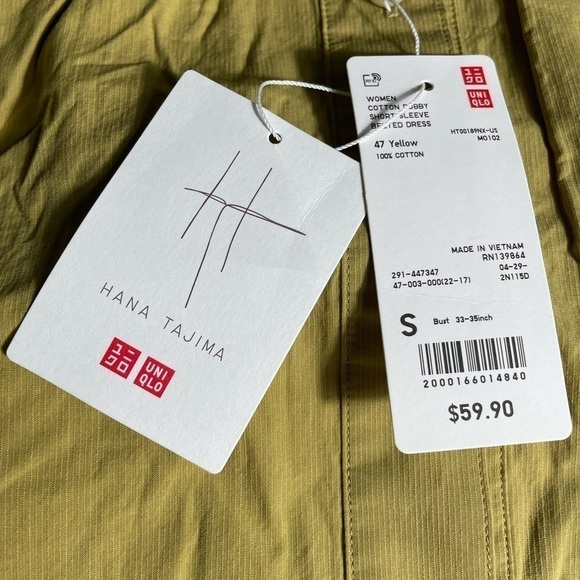 HANA TAJIMA
ユニ
クロ
UNI
QLO
ユニ
クロ
UNI
QLO
WOMEN
COTTON DOBBY
SHORT SLEEVE
BELTED DRESS
47 Yellow
100% COTTON
HT00189NX-US
MO102
MADE IN VIETNAM
RN139864
291-447347 04-29-
47-003-000(22-17) 2N115D
S Bust 33-35inch
2000166014840
$59.90